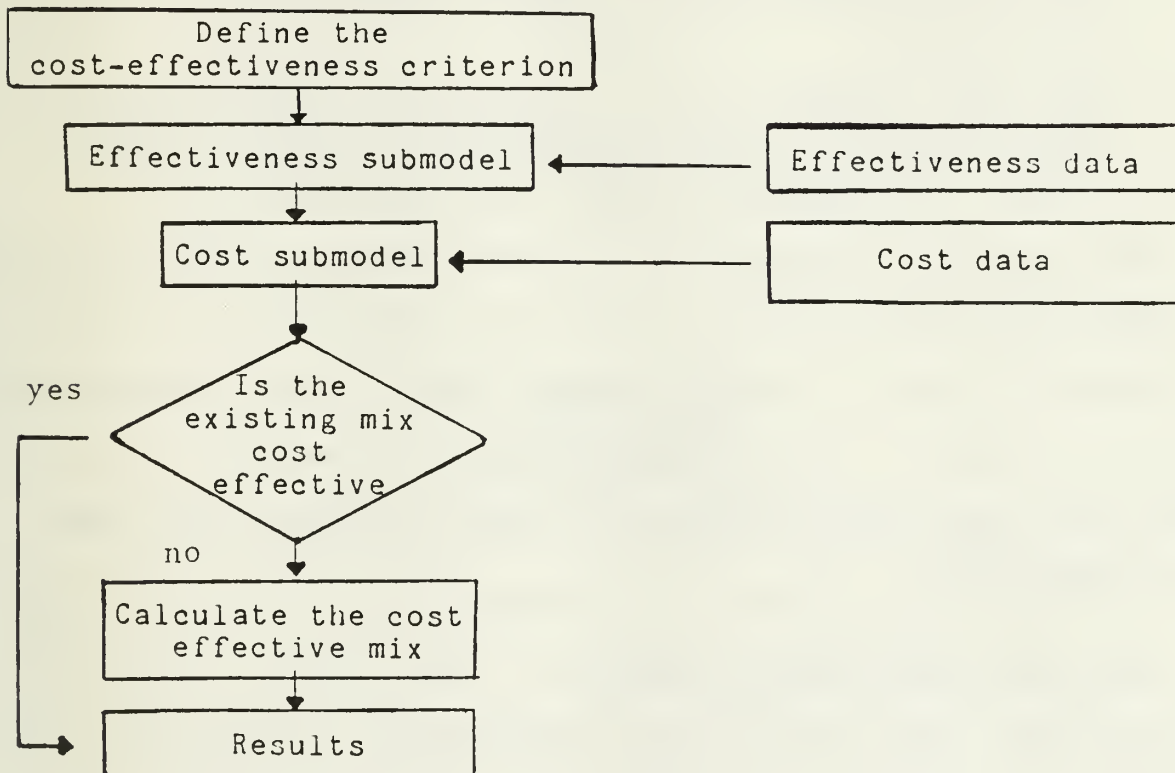 Define the
cost-effectiveness criterion
Effectiveness submodel
Effectiveness data
Cost submodel
Cost data
yes
Is the
existing mix
cost
effective
no
Calculate the cost
effective mix
Results